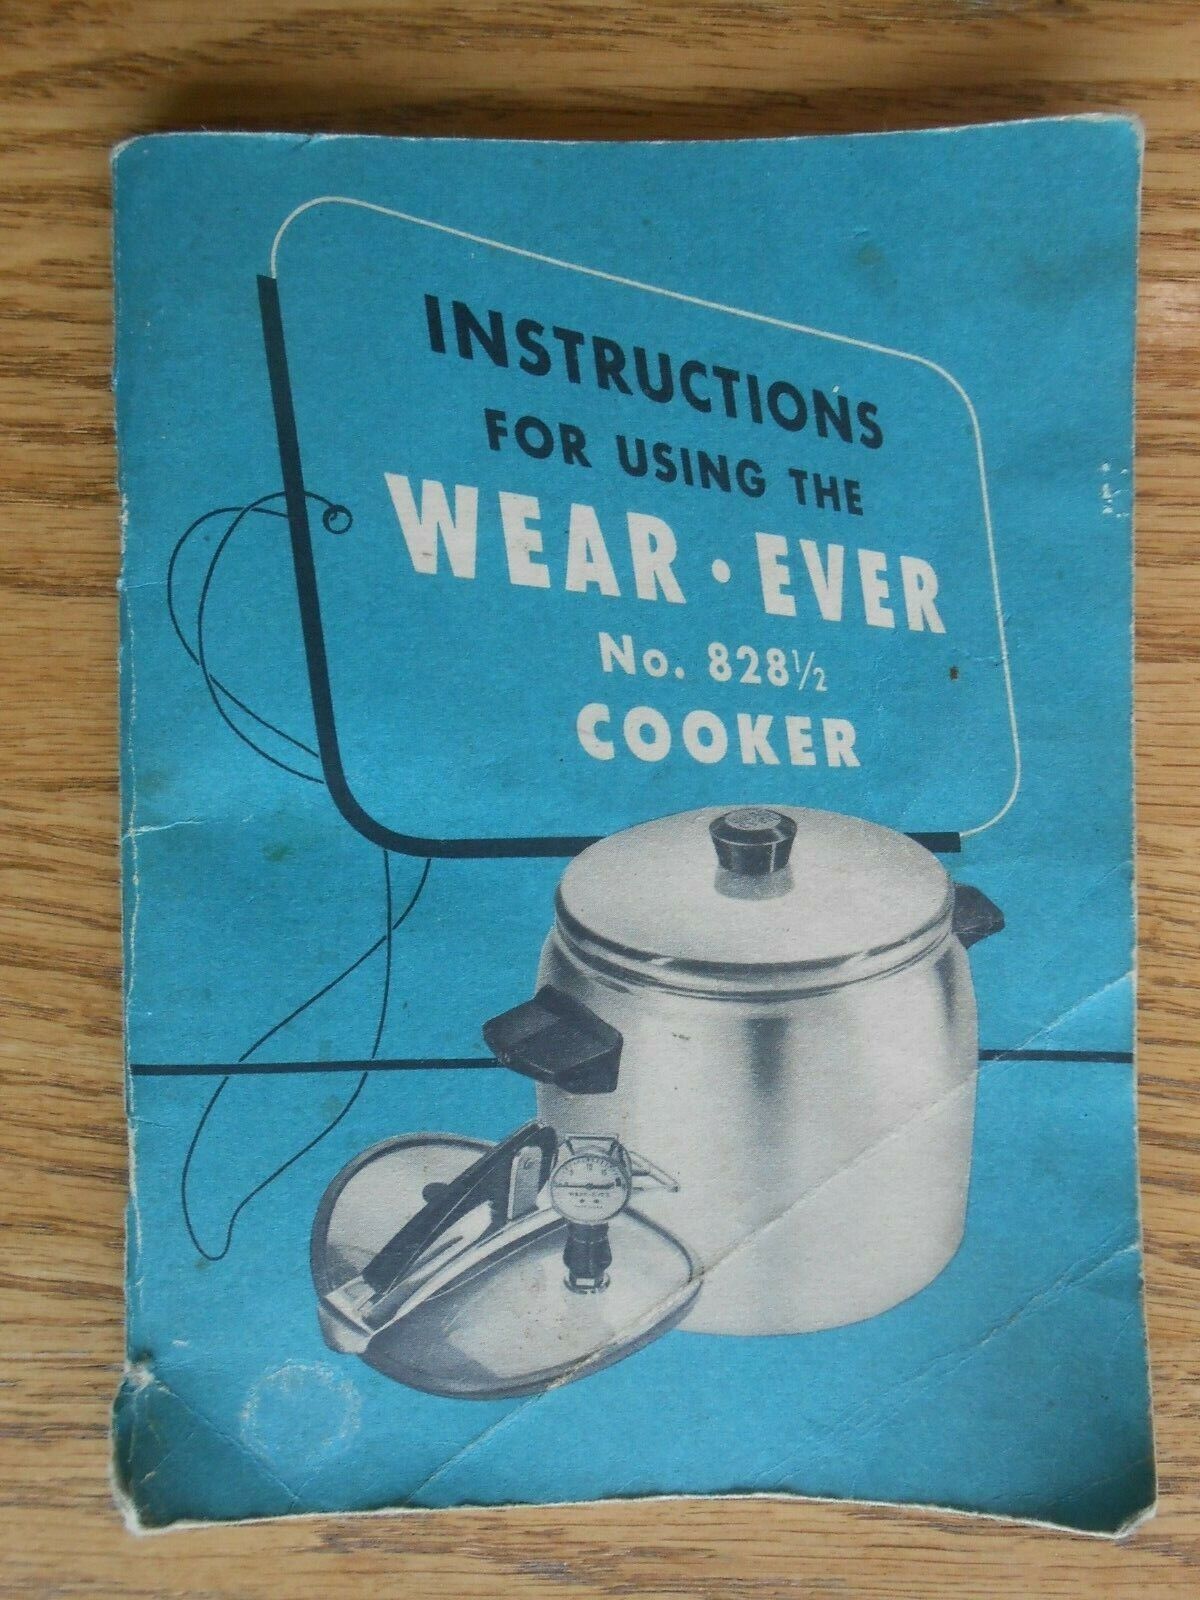 INSTRUCTIONS
FOR USING THE
WEAR·EVER
No. 828½
COOKER